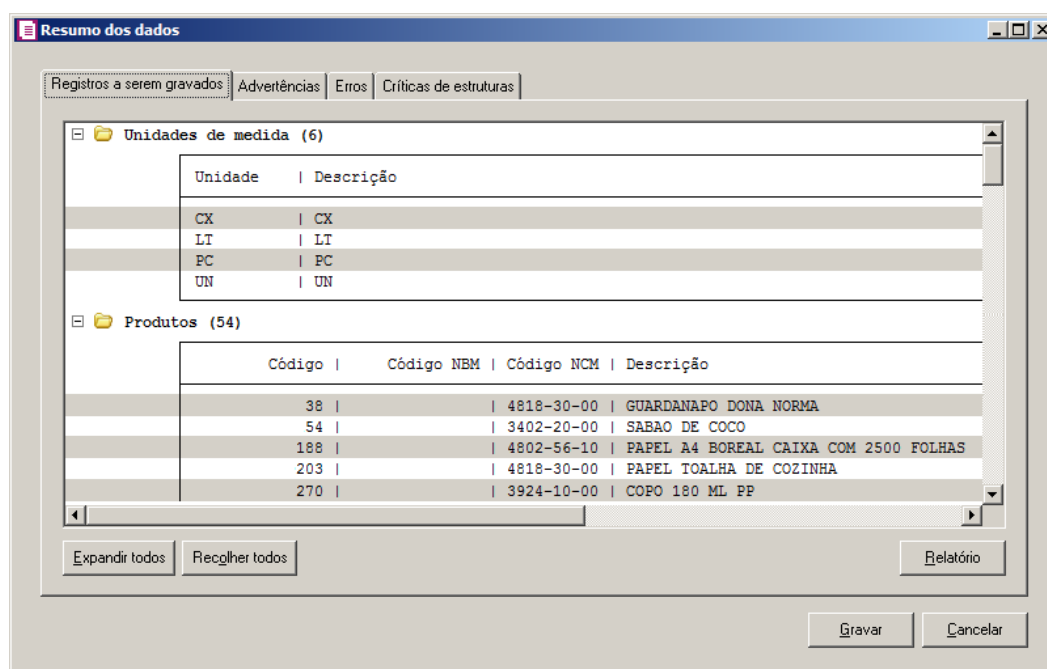 Resumo dos dados
Registros a serem gravados Advertências Erros Críticas de estruturas
Unidades de medida (6)
Unidade | Descrição
CX | CX
LT | LT
PC | PC
UN | UN
Produtos (54)
Código | Código NBM | Código NCM | Descrição
38 | | 4818-30-00 | GUARDANAPO DONA NORMA
54 | | 3402-20-00 | SABAO DE COCO
188 | | 4802-56-10 | PAPEL A4 BOREAL CAIXA COM 2500 FOLHAS
203 | | 4818-30-00 | PAPEL TOALHA DE COZINHA
270 | | 3924-10-00 | COPO 180 ML PP
Expandir todos Recolher todos Relatório
Gravar Cancelar